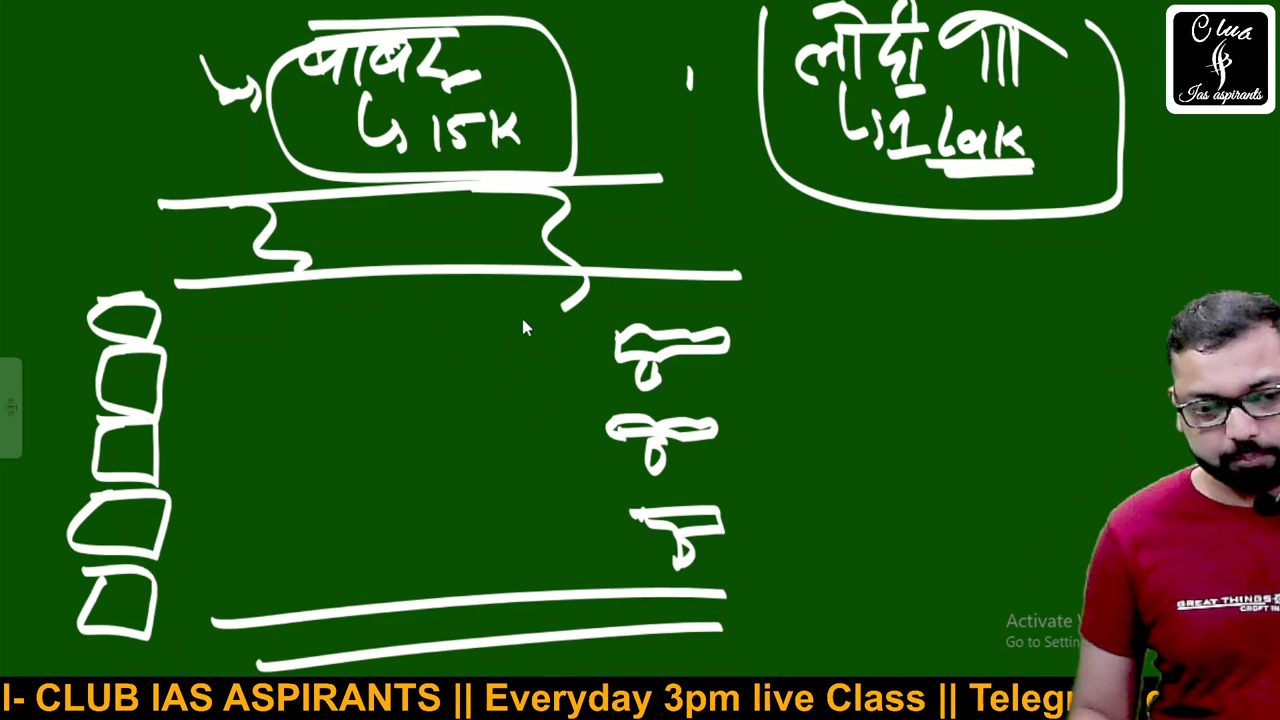 बाबर
15K
लोदी
1 Lak
Clua
Ias aspirants
GREAT THINGS
Activate
Go to Settin
I- CLUB IAS ASPIRANTS || Everyday 3pm live Class || Telegr